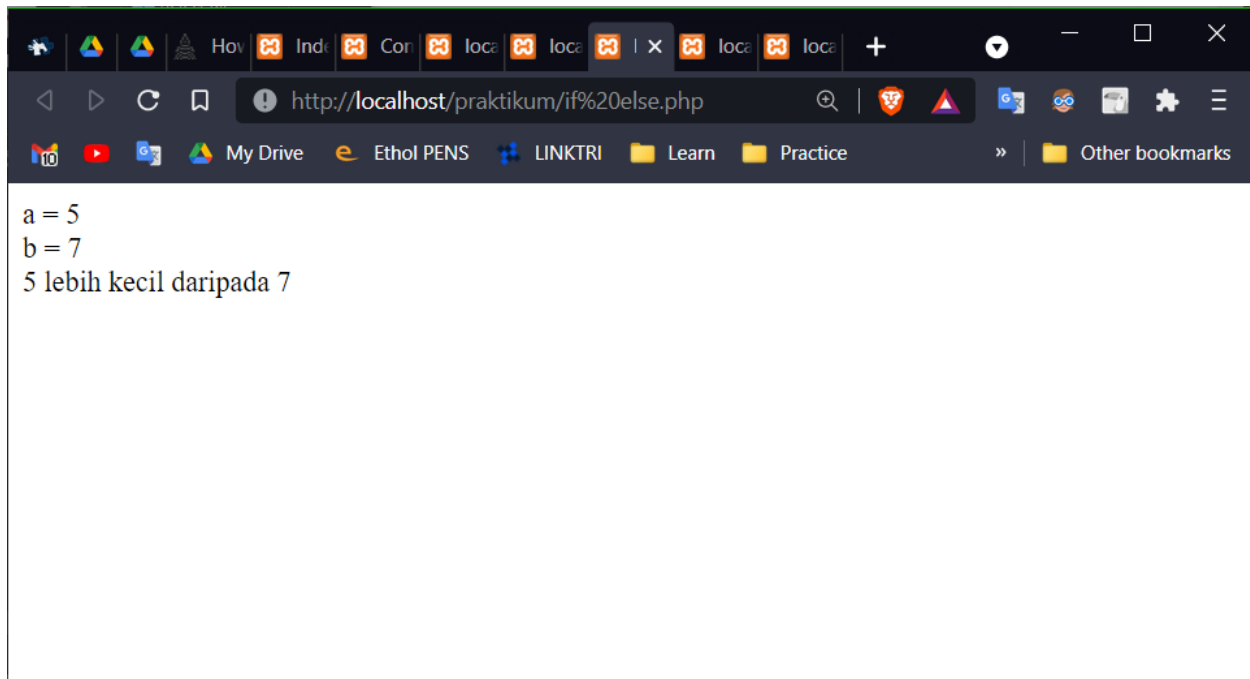 How Inde Con loca loca loca loca
http://localhost/praktikum/if%20else.php
10 My Drive e Ethol PENS LINKTRI Learn Practice » Other bookmarks
a = 5
b = 7
5 lebih kecil daripada 7